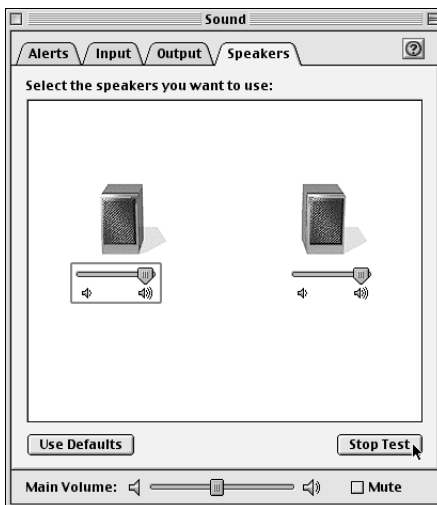 Sound
Alerts Input Output Speakers ?
Select the speakers you want to use:
Use Defaults Stop Test
Main Volume: Mute